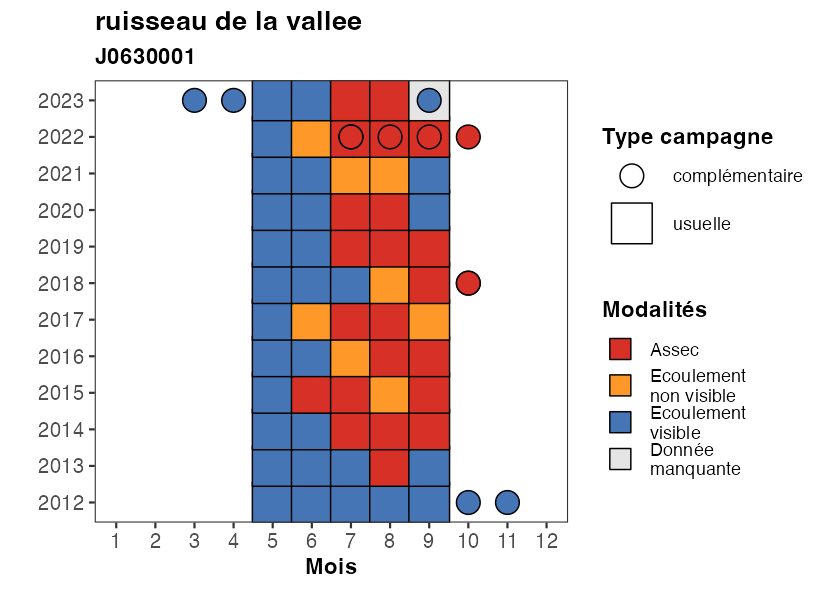 ruisseau de la vallee
J0630001
2023
2022
2021
2020
2019
2018
2017
2016
2015
2014
2013
2012
1 2 3 4 5 6 7 8 9 10 11 12
Mois
Type campagne
complémentaire
usuelle
Modalités
Assec
Ecoulement
non visible
Ecoulement
visible
Donnée
manquante